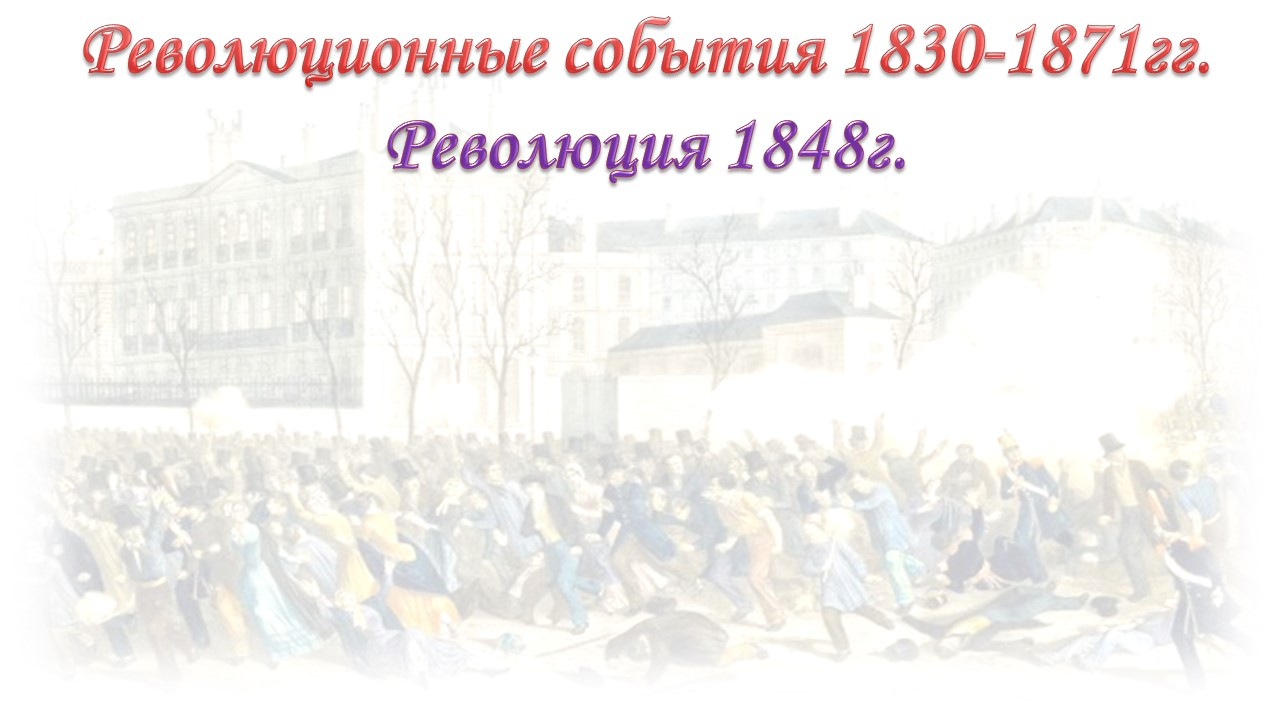 Революционные события 1830-1871гг.
Революция 1848г.